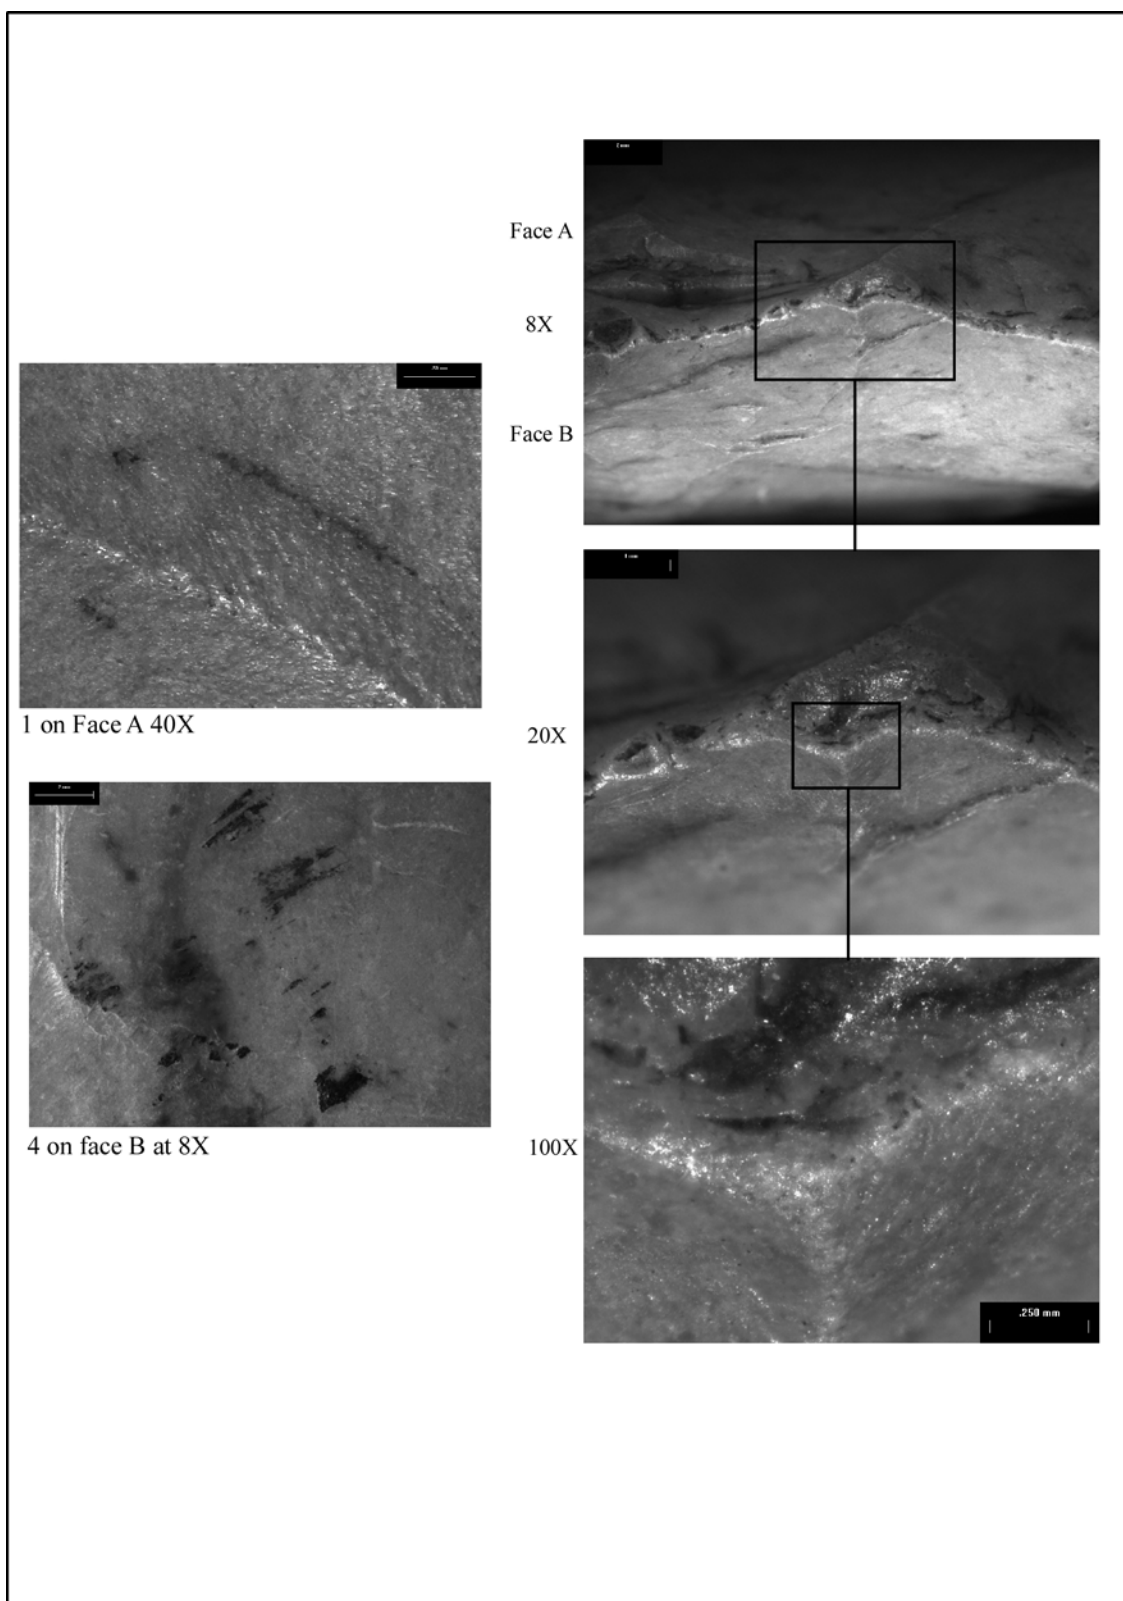 Face A
8X
Face B
1 on Face A 40X
20X
4 on face B at 8X
100X
.250 mm